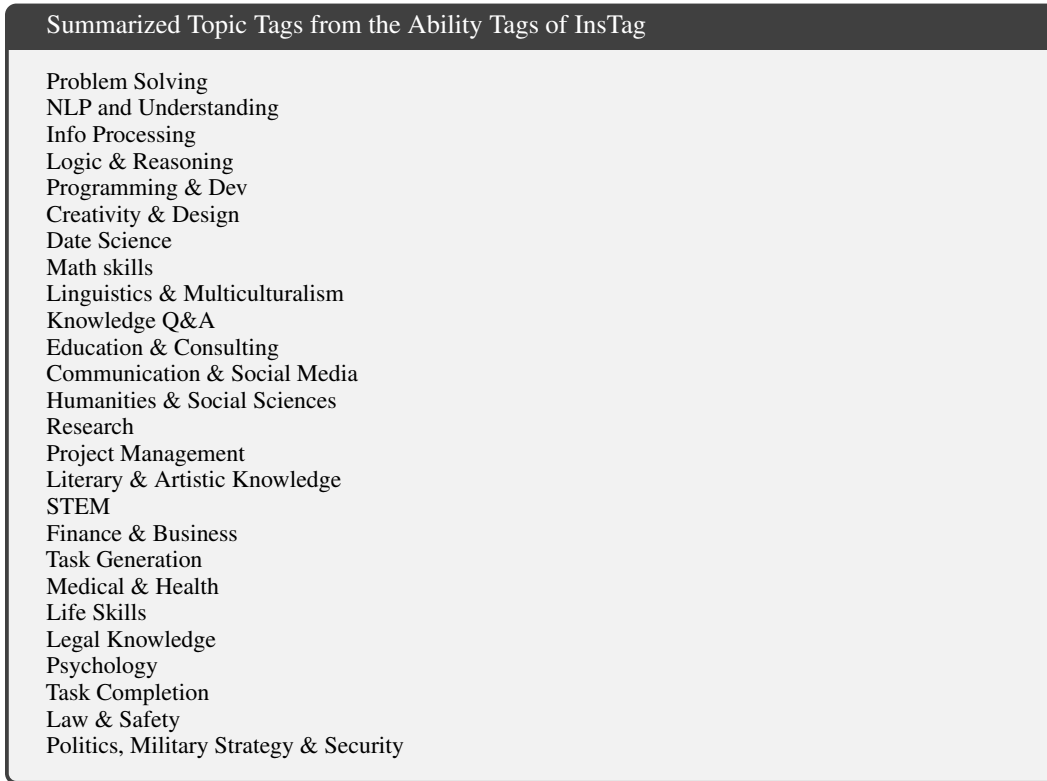 Summarized Topic Tags from the Ability Tags of InsTag
Problem Solving
NLP and Understanding
Info Processing
Logic & Reasoning
Programming & Dev
Creativity & Design
Date Science
Math skills
Linguistics & Multiculturalism
Knowledge Q&A
Education & Consulting
Communication & Social Media
Humanities & Social Sciences
Research
Project Management
Literary & Artistic Knowledge
STEM
Finance & Business
Task Generation
Medical & Health
Life Skills
Legal Knowledge
Psychology
Task Completion
Law & Safety
Politics, Military Strategy & Security